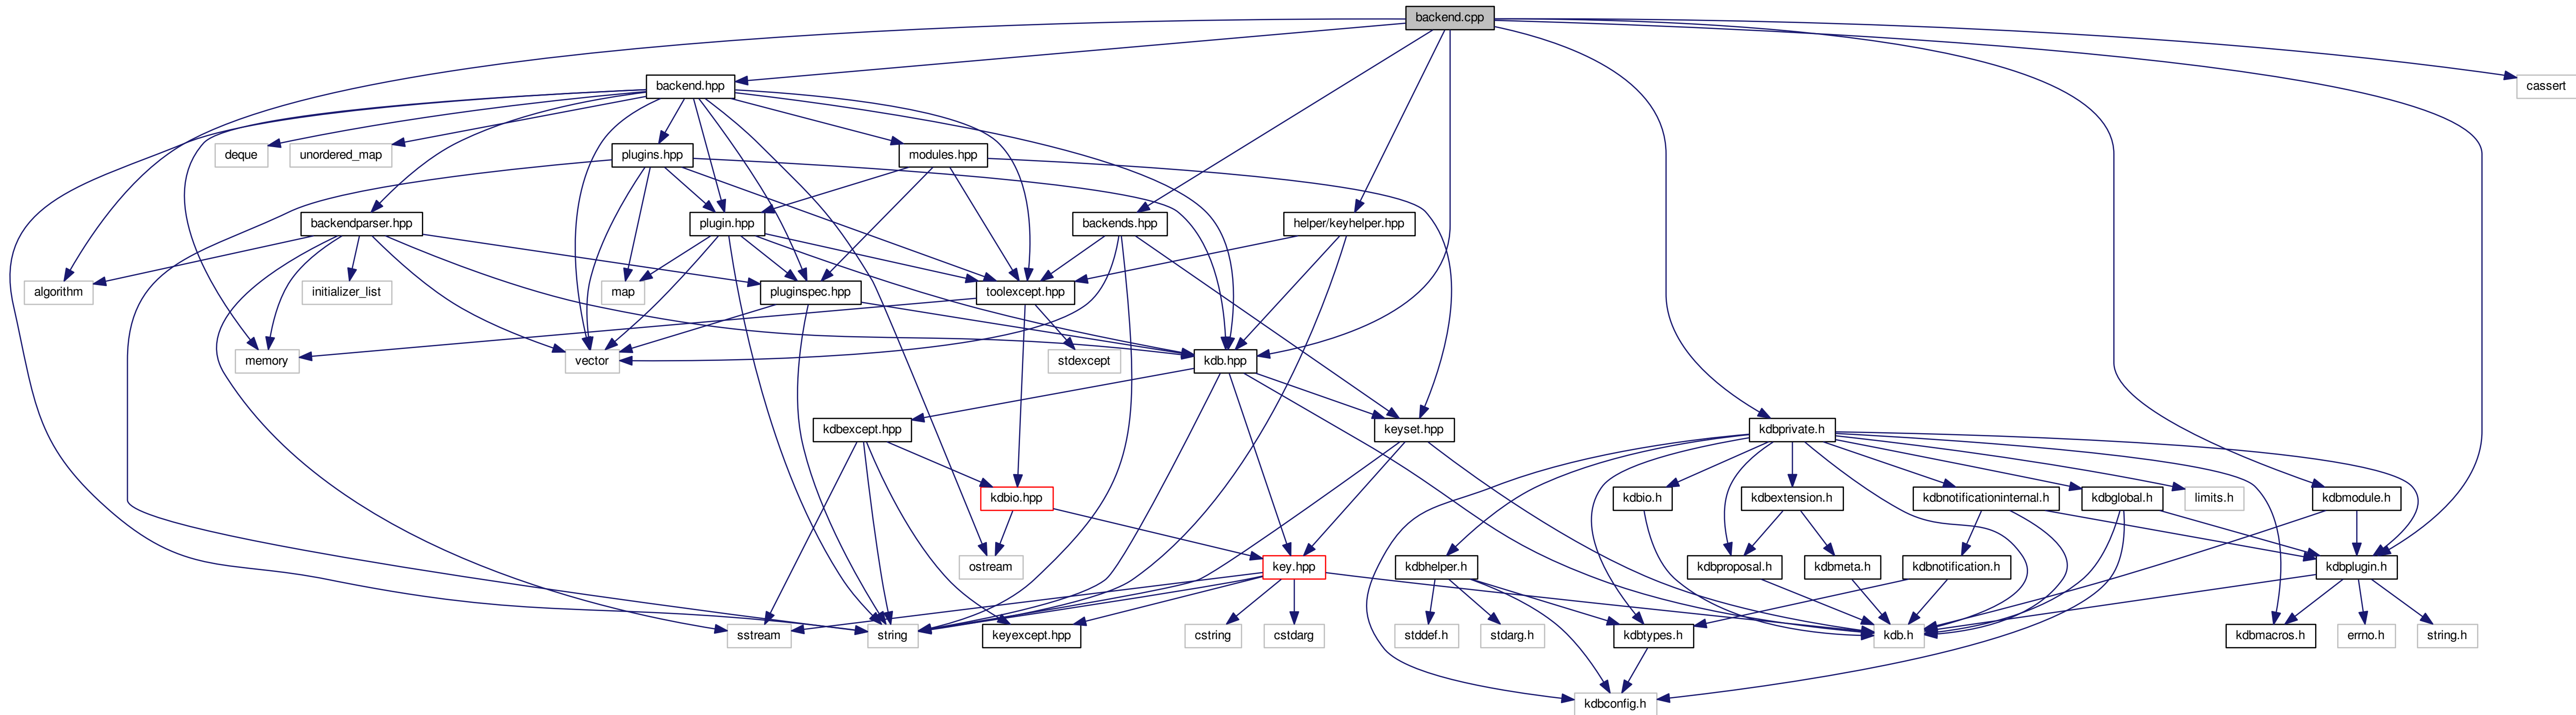 backend.cpp
backend.hpp
cassert
deque
unordered_map
plugins.hpp
modules.hpp
backendparser.hpp
plugin.hpp
backends.hpp
helper/keyhelper.hpp
algorithm
initializer_list
map
pluginspec.hpp
toolexcept.hpp
memory
vector
stdexcept
kdb.hpp
kdbexcept.hpp
keyset.hpp
kdbprivate.h
kdbio.hpp
kdbio.h
kdbextension.h
kdbnotificationinternal.h
kdbglobal.h
limits.h
kdbmodule.h
ostream
key.hpp
kdbhelper.h
kdbproposal.h
kdbmeta.h
kdbnotification.h
kdbplugin.h
sstream
string
keyexcept.hpp
cstring
cstdarg
stddef.h
stdarg.h
kdbtypes.h
kdb.h
kdbmacros.h
errno.h
string.h
kdbconfig.h